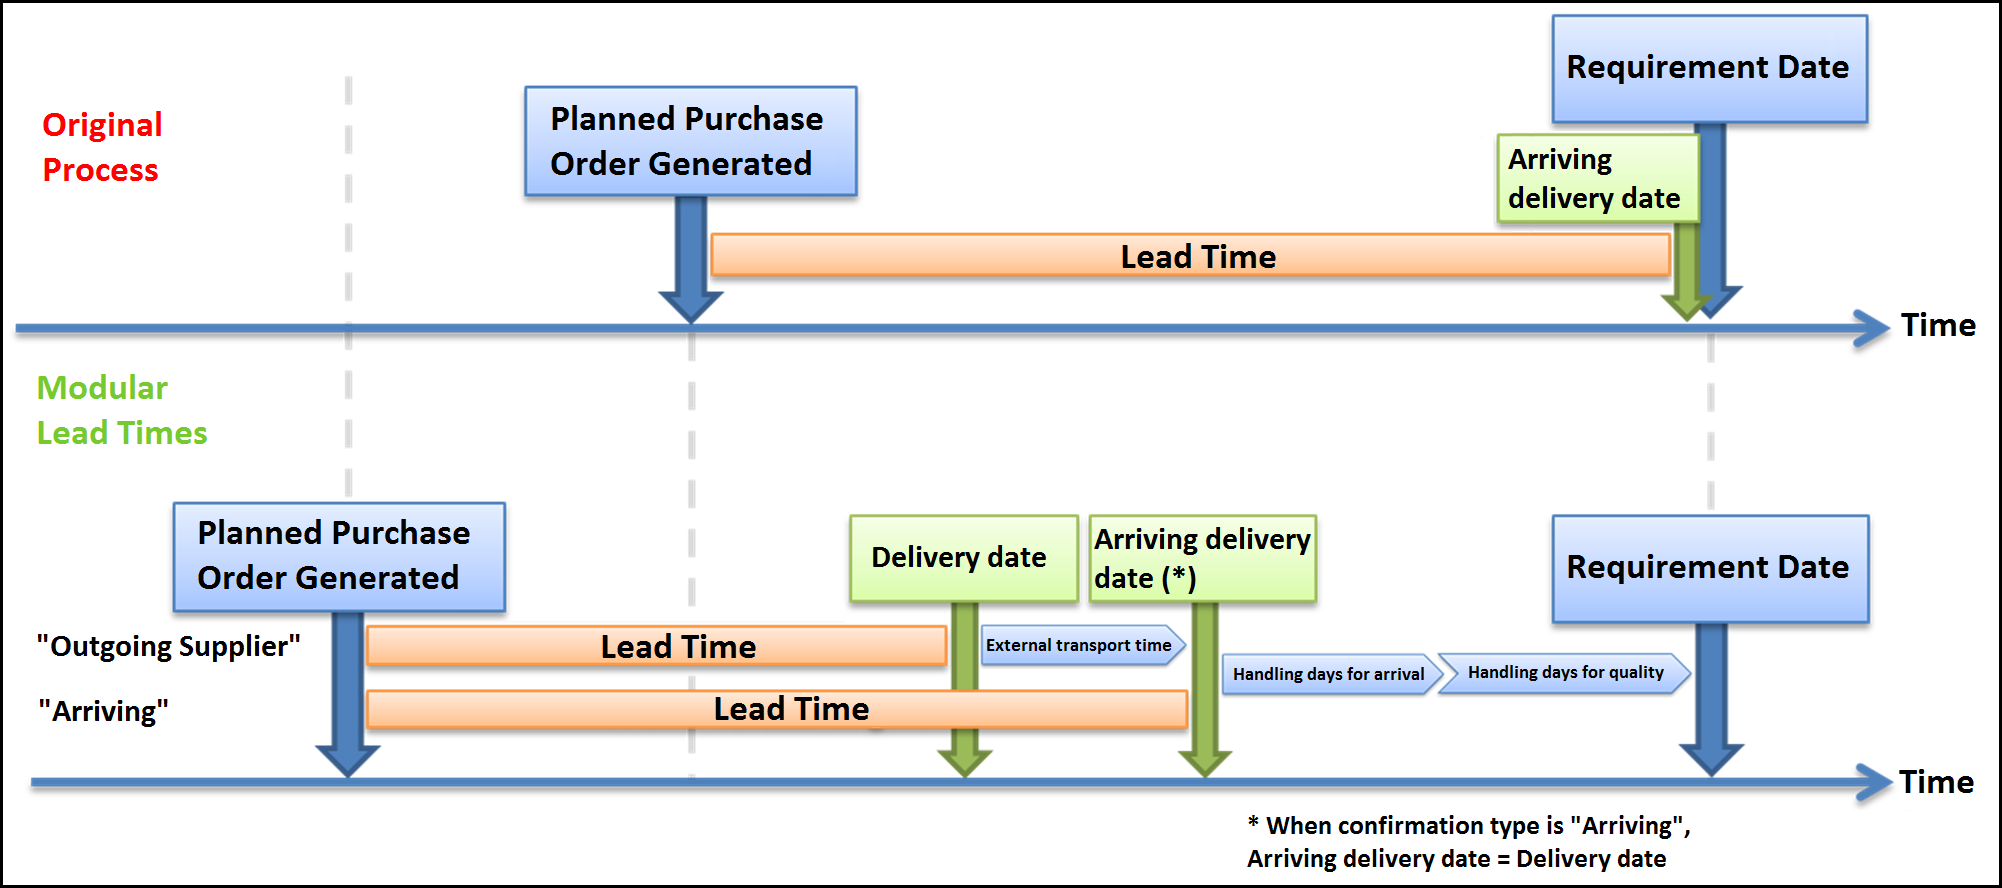 Original
Process
Planned Purchase
Order Generated
Requirement Date
Arriving
delivery date
Lead Time
Time
Modular
Lead Times
Planned Purchase
Order Generated
Delivery date
Arriving delivery
date (*)
Requirement Date
"Outgoing Supplier"
Lead Time
External transport time
Handling days for arrival
Handling days for quality
"Arriving"
Lead Time
Time
* When confirmation type is "Arriving",
Arriving delivery date = Delivery date